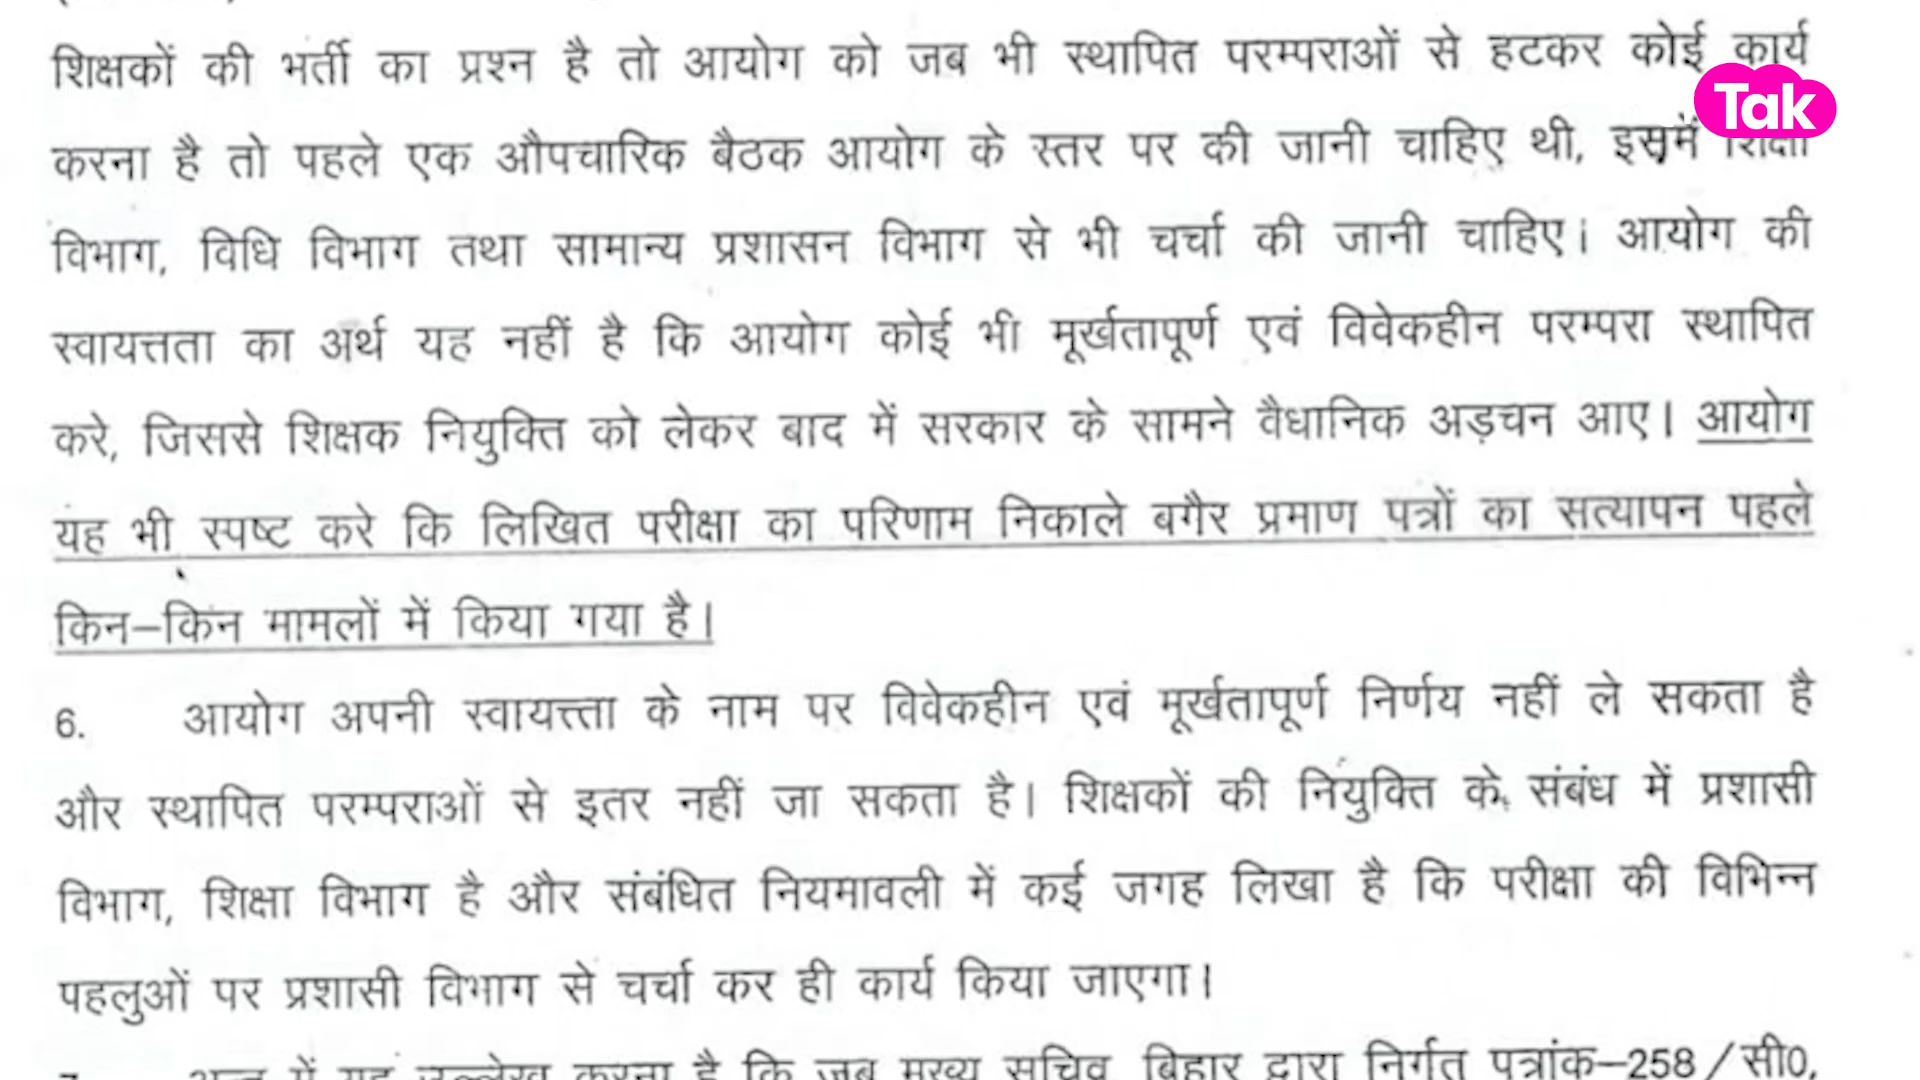 शिक्षकों की भर्ती का प्रश्न है तो आयोग को जब भी स्थापित परम्पराओं से हटकर कोई कार्य
Tak
करना है तो पहले एक औपचारिक बैठक आयोग के स्तर पर की जानी चाहिए थी, इसमें शिक्षा
विभाग, विधि विभाग तथा सामान्य प्रशासन विभाग से भी चर्चा की जानी चाहिए। आयोग की
स्वायत्तता का अर्थ यह नहीं है कि आयोग कोई भी मूर्खतापूर्ण एवं विवेकहीन परम्परा स्थापित
करे, जिससे शिक्षक नियुक्ति को लेकर बाद में सरकार के सामने वैधानिक अड़चन आए। आयोग
यह भी स्पष्ट करे कि लिखित परीक्षा का परिणाम निकाले बगैर प्रमाण पत्रों का सत्यापन पहले
किन–किन मामलों में किया गया है।
6. आयोग अपनी स्वायत्त्ता के नाम पर विवेकहीन एवं मूर्खतापूर्ण निर्णय नहीं ले सकता है
और स्थापित परम्पराओं से इतर नहीं जा सकता है। शिक्षकों की नियुक्ति के संबंध में प्रशासी
विभाग, शिक्षा विभाग है और संबंधित नियमावली में कई जगह लिखा है कि परीक्षा की विभिन्न
पहलुओं पर प्रशासी विभाग से चर्चा कर ही कार्य किया जाएगा।
अन्त में यह उल्लेख करना है कि जब मुख्य सचिव, बिहार द्वारा निर्गत पत्रांक–258/सी0,